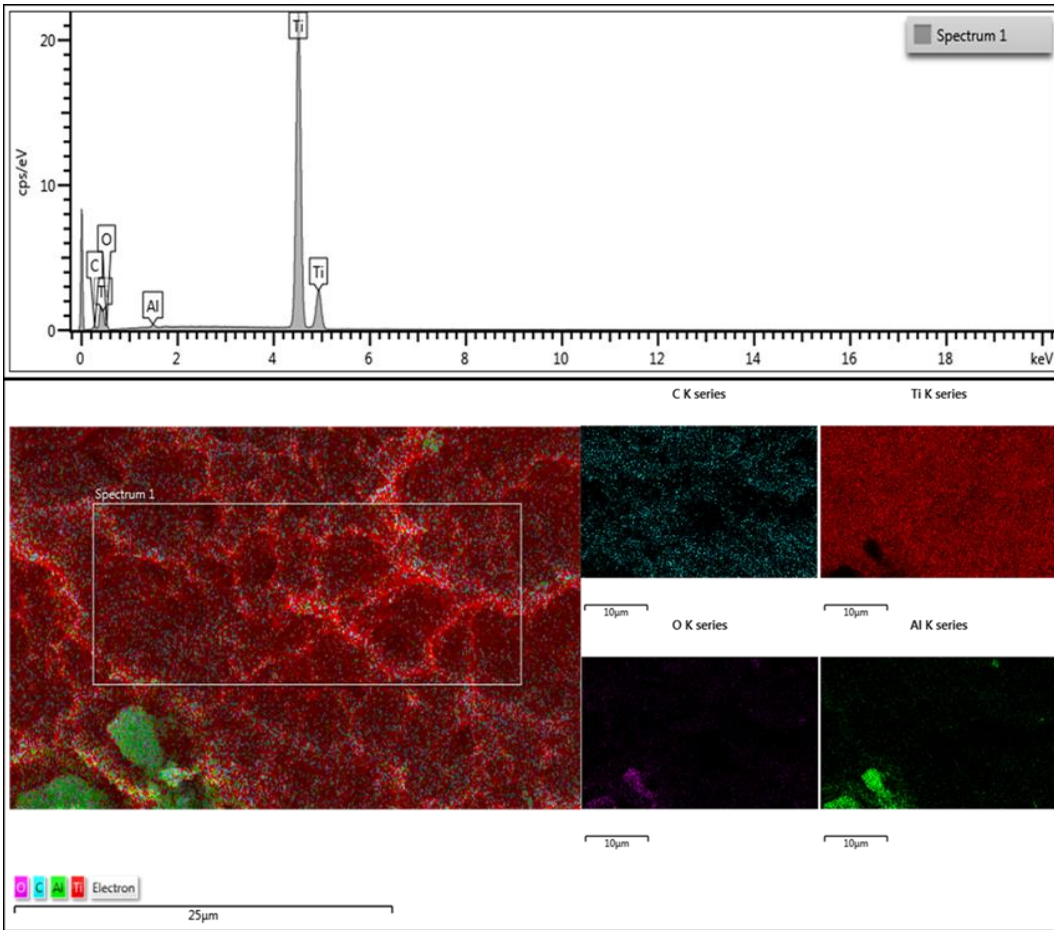 Spectrum 1
20
10
0
cps/eV
Ti
O
C
Ti
Al
Ti
0 2 4 6 8 10 12 14 16 18 keV
C K series
Ti K series
Spectrum 1
10µm
10µm
O K series
Al K series
10µm
10µm
O C Al Ti Electron
25µm